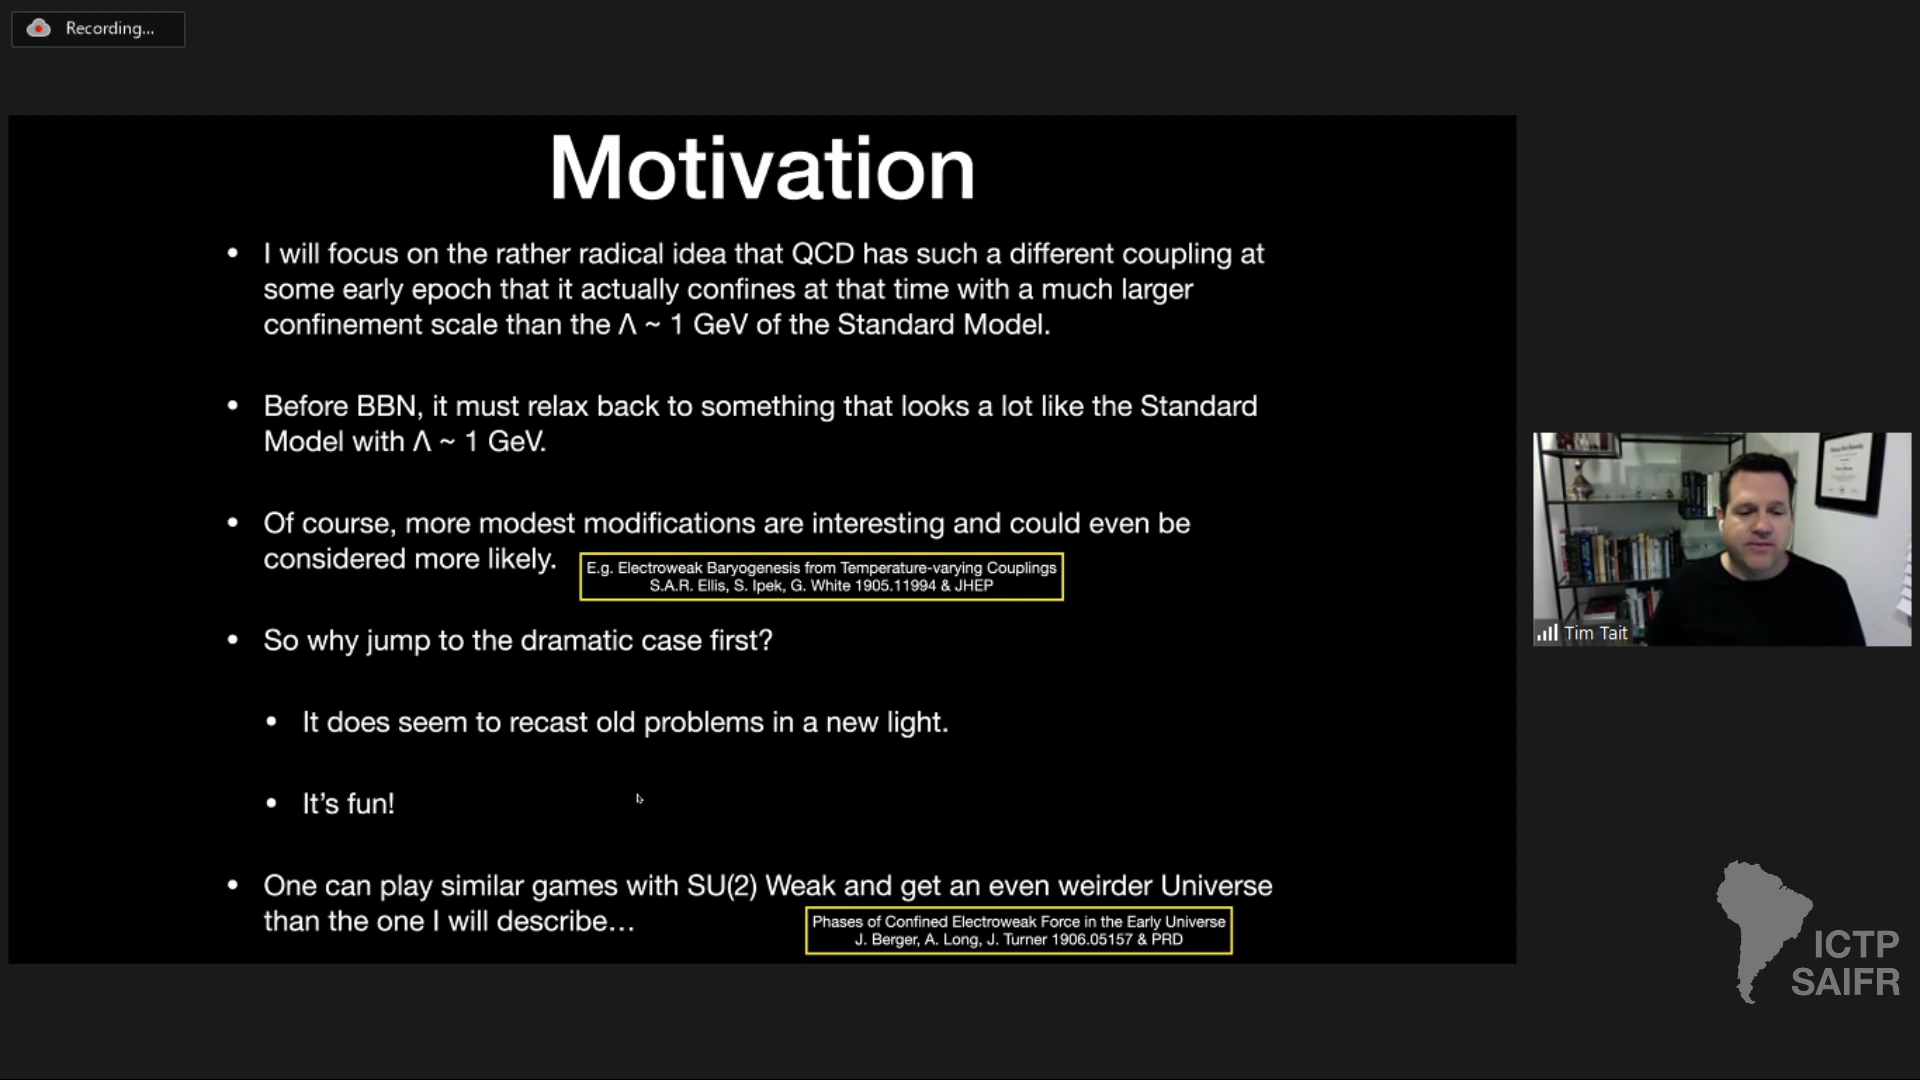 Recording...
Motivation
• I will focus on the rather radical idea that QCD has such a different coupling at
some early epoch that it actually confines at that time with a much larger
confinement scale than the Λ ~ 1 GeV of the Standard Model.
• Before BBN, it must relax back to something that looks a lot like the Standard
Model with Λ ~ 1 GeV.
• Of course, more modest modifications are interesting and could even be
considered more likely.
E.g. Electroweak Baryogenesis from Temperature-varying Couplings
S.A.R. Ellis, S. Ipek, G. White 1905.11994 & JHEP
• So why jump to the dramatic case first?
• It does seem to recast old problems in a new light.
• It’s fun!
• One can play similar games with SU(2) Weak and get an even weirder Universe
than the one I will describe…
Phases of Confined Electroweak Force in the Early Universe
J. Berger, A. Long, J. Turner 1906.05157 & PRD
Tim Tait
ICTP
SAIFR